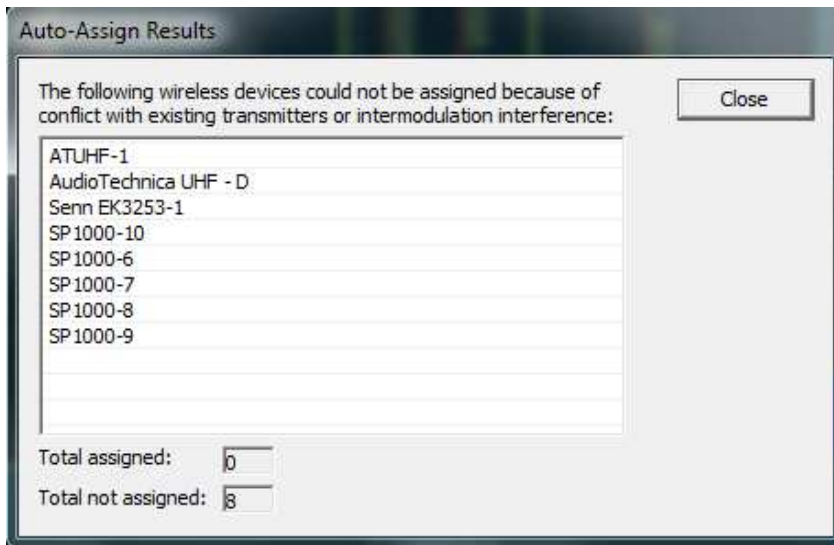 Auto-Assign Results
The following wireless devices could not be assigned because of
conflict with existing transmitters or intermodulation interference:
Close
ATUHF-1
AudioTechnica UHF - D
Senn EK3253-1
SP1000-10
SP1000-6
SP1000-7
SP1000-8
SP1000-9
Total assigned: 0
Total not assigned: 8